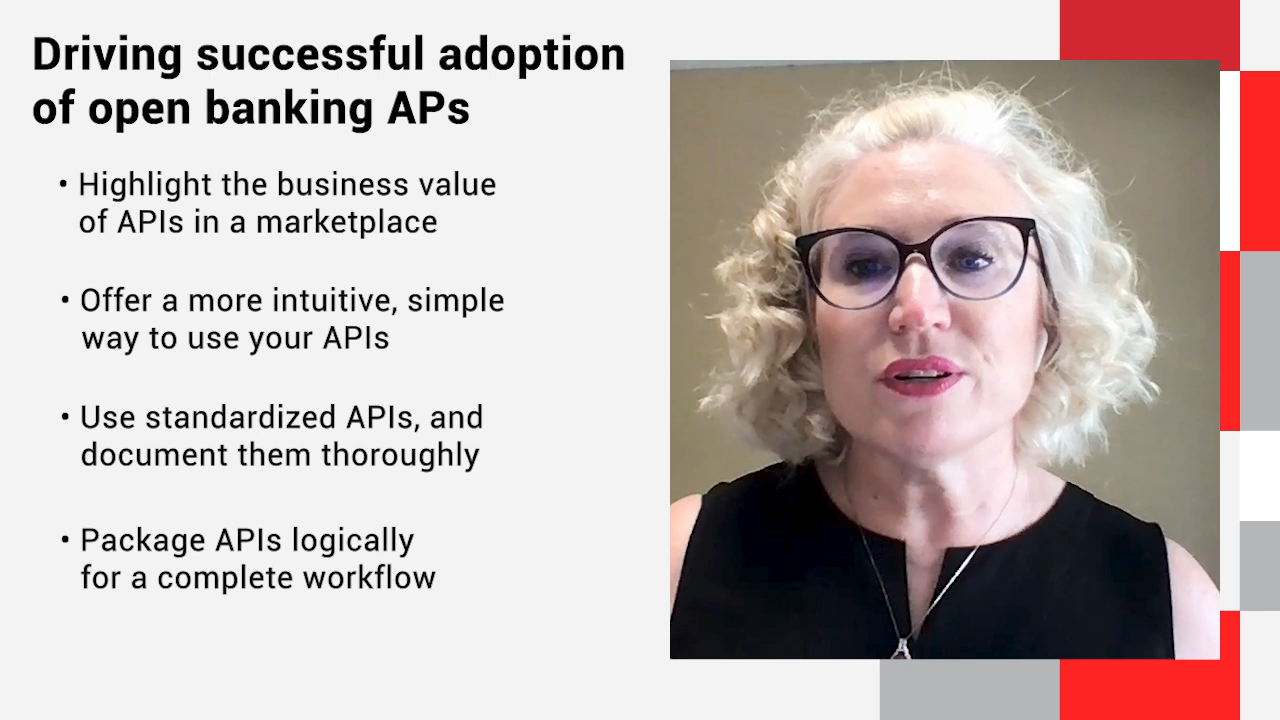 Driving successful adoption
of open banking APs
• Highlight the business value
of APIs in a marketplace
• Offer a more intuitive, simple
way to use your APIs
• Use standardized APIs, and
document them thoroughly
• Package APIs logically
for a complete workflow